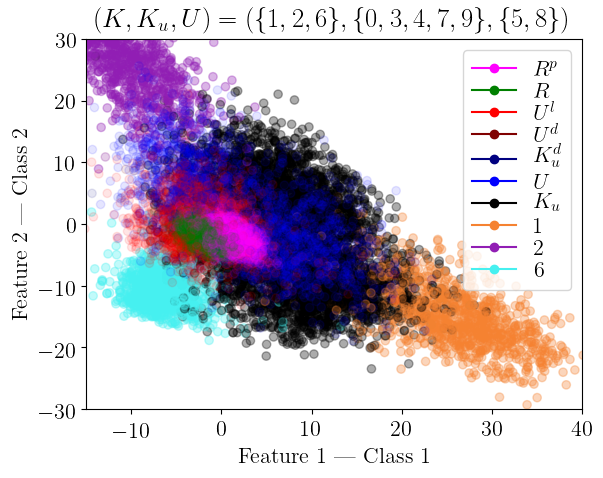 (K, K_u, U) = ({1, 2, 6}, {0, 3, 4, 7, 9}, {5, 8})
30
20
10
0
−10
−20
−30
Feature 2 — Class 2
R^p
R
U^l
U^d
K_u^d
U
K_u
1
2
6
−10
0
10
20
30
40
Feature 1 — Class 1